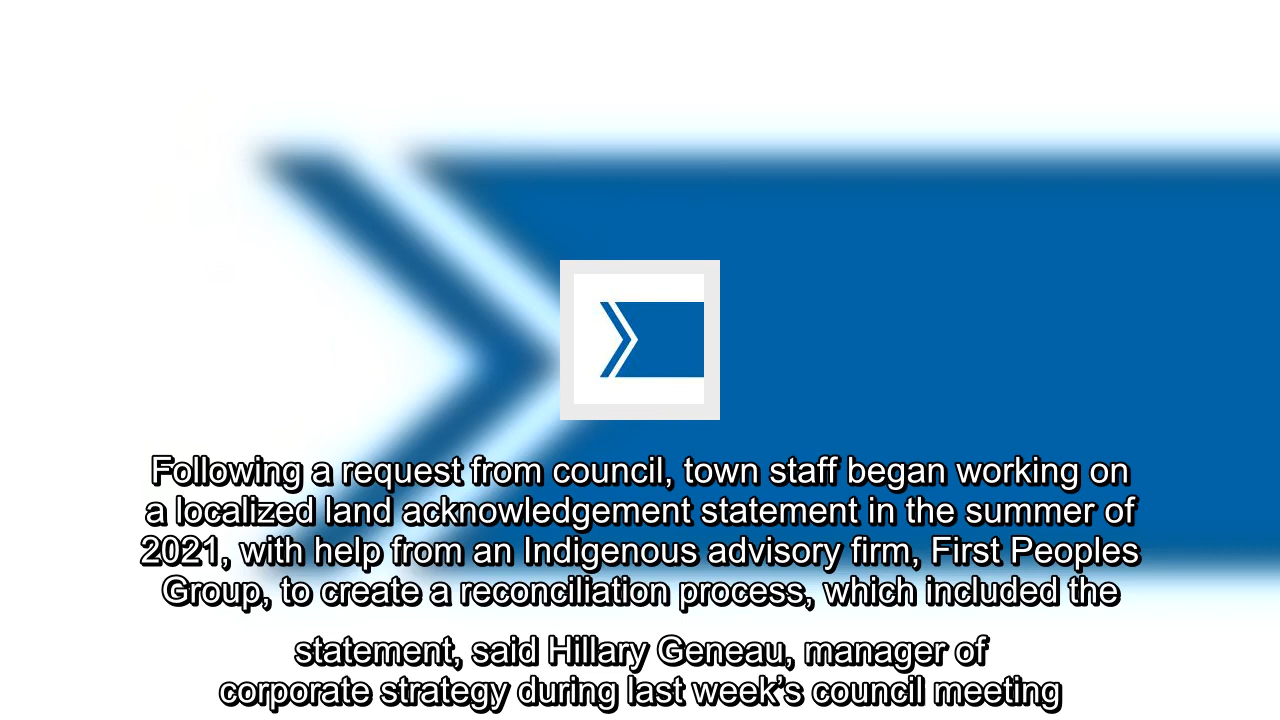 Following a request from council, town staff began working on
a localized land acknowledgement statement in the summer of
2021, with help from an Indigenous advisory firm, First Peoples
Group, to create a reconciliation process, which included the
statement, said Hillary Geneau, manager of
corporate strategy during last week’s council meeting